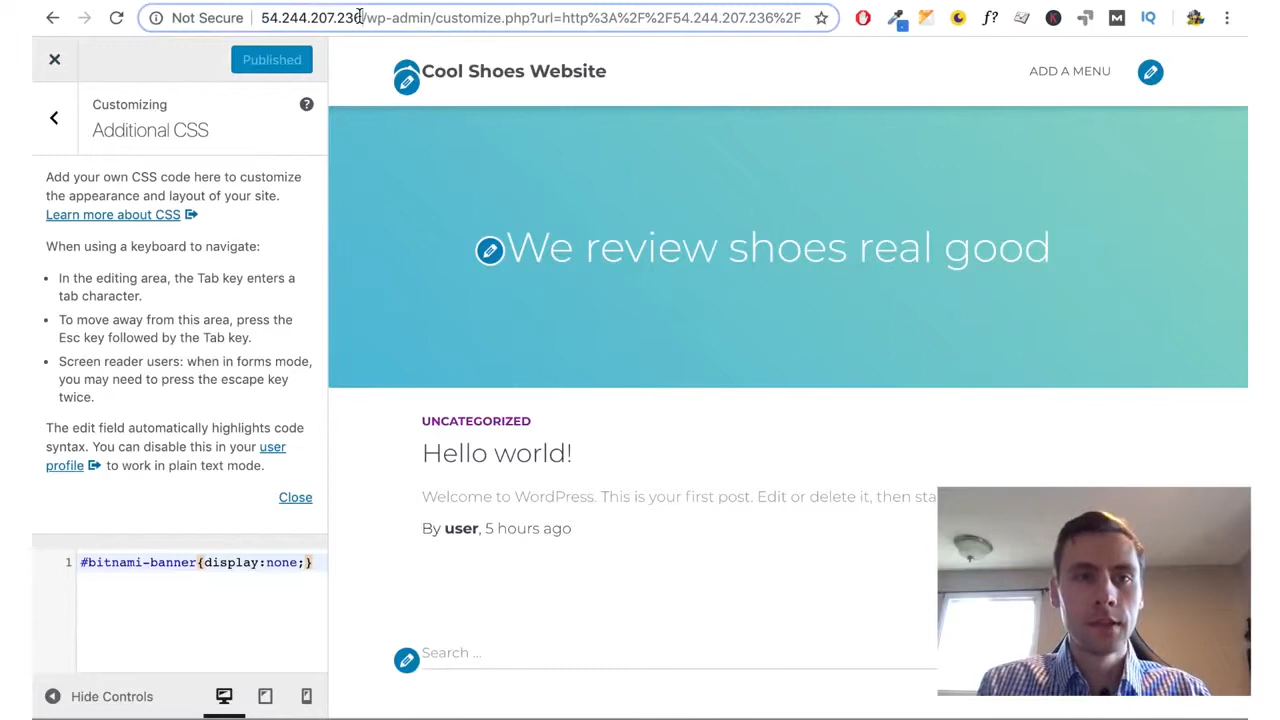 Not Secure
54.244.207.236/wp-admin/customize.php?url=http%3A%2F%2F54.244.207.236%2F
f?
K
M
IQ
Published
Cool Shoes Website
ADD A MENU
Customizing
?
Additional CSS
Add your own CSS code here to customize
the appearance and layout of your site.
Learn more about CSS
When using a keyboard to navigate:
In the editing area, the Tab key enters a
tab character.
To move away from this area, press the
Esc key followed by the Tab key.
Screen reader users: when in forms mode,
you may need to press the escape key
twice.
The edit field automatically highlights code
syntax. You can disable this in your user
profile to work in plain text mode.
Close
1 #bitnami-banner{display:none;}
Hide Controls
We review shoes real good
UNCATEGORIZED
Hello world!
Welcome to WordPress. This is your first post. Edit or delete it, then sta
By user, 5 hours ago
Search ...